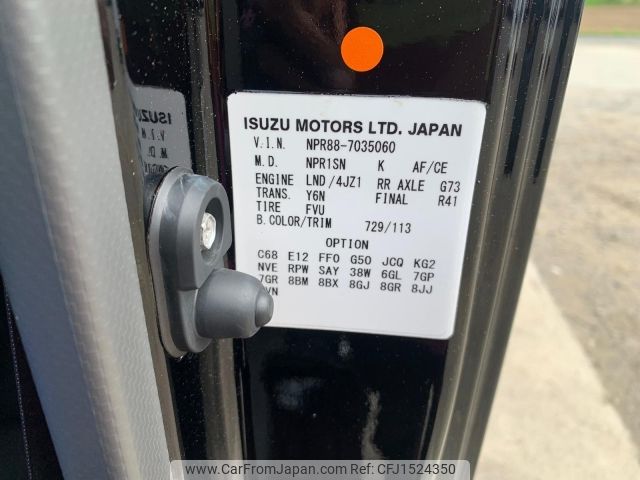 ISUZU MOTORS LTD. JAPAN
V.I.N. NPR88-7035060
M.D. NPR1SN K AF/CE
ENGINE LND /4JZ1 RR AXLE G73
TRANS. Y6N FINAL R41
TIRE FVU
B.COLOR/TRIM 729/113
OPTION
C68 E12 FFO G50 JCQ KG2
NVE RPW SAY 38W 6GL 7GP
7GR 8BM 8BX 8GJ 8GR 8JJ
www.CarFromJapan.com - CFJ1524350